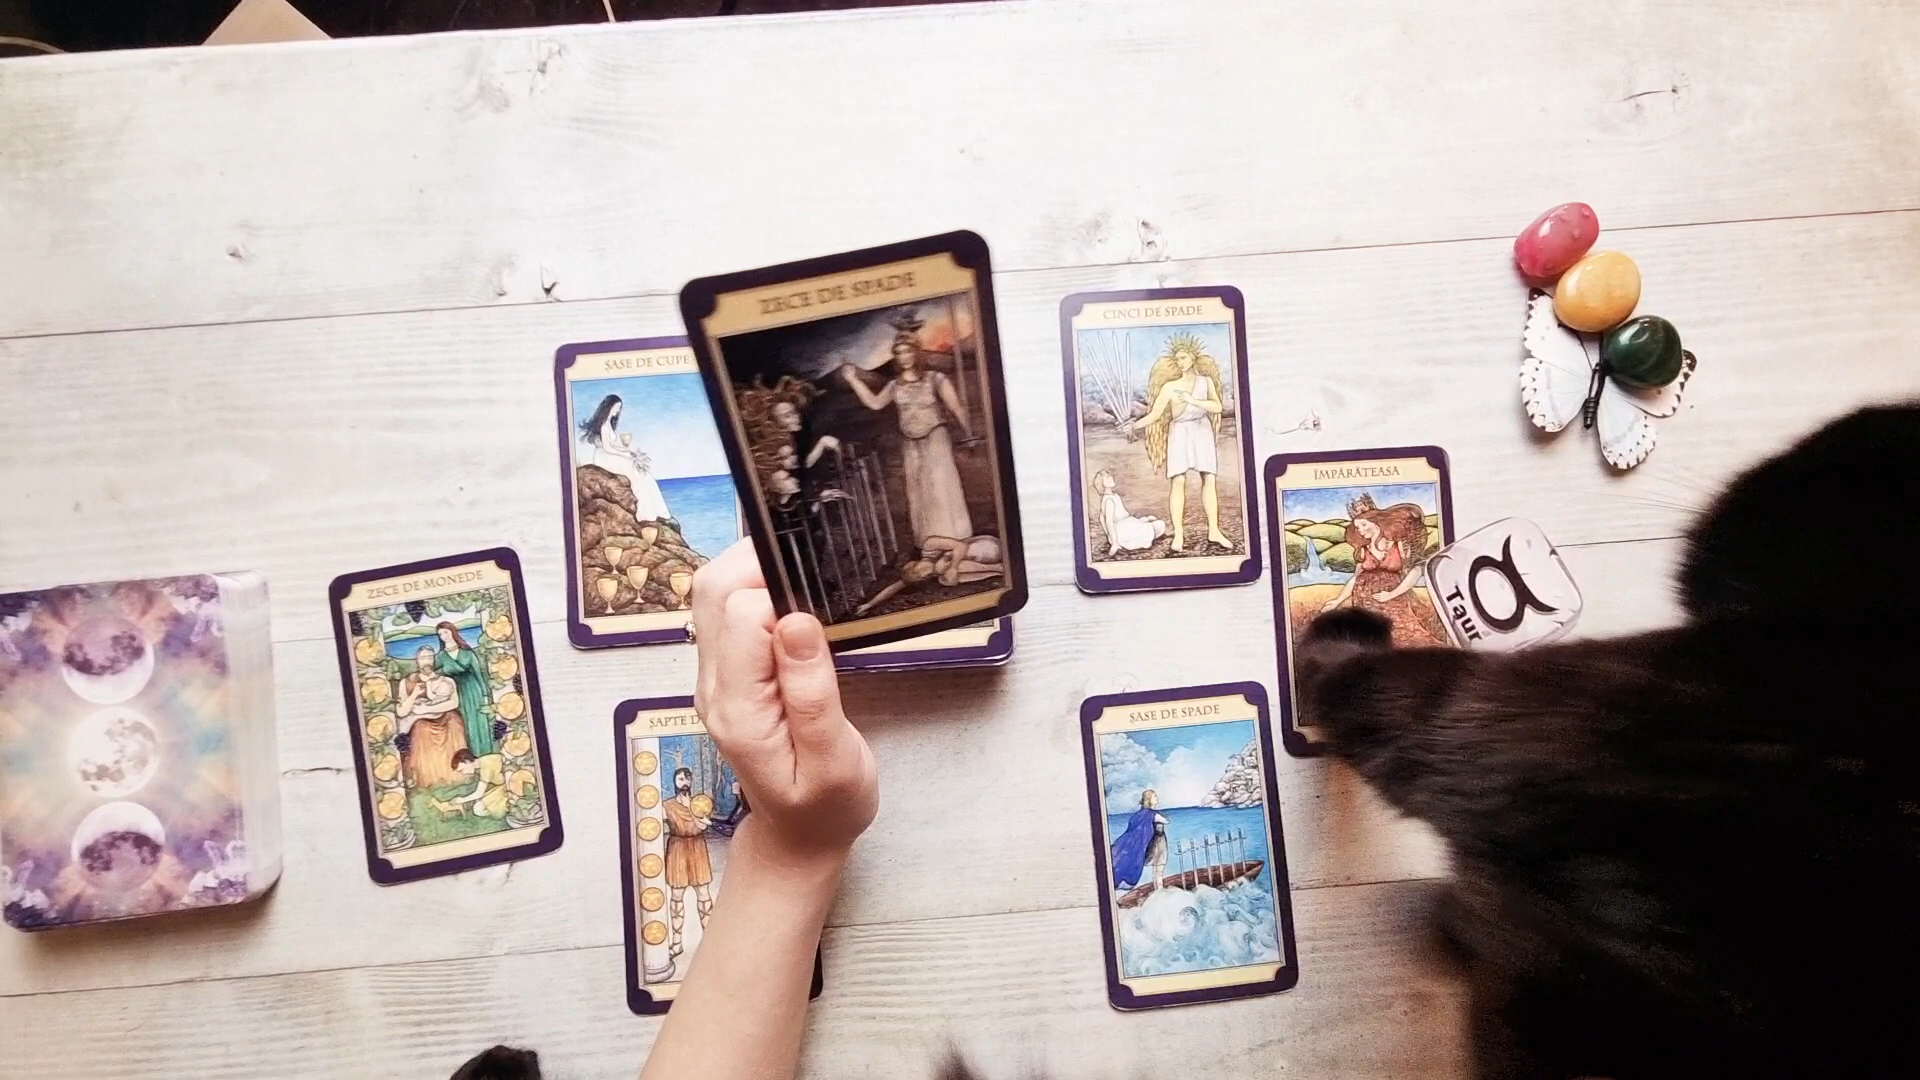 ZECE DE SPADE
CINCI DE SPADE
ȘASE DE CUPE
ÎMPĂRĂTEASA
ZECE DE MONEDE
ȘAPTE D
ȘASE DE SPADE
Taur